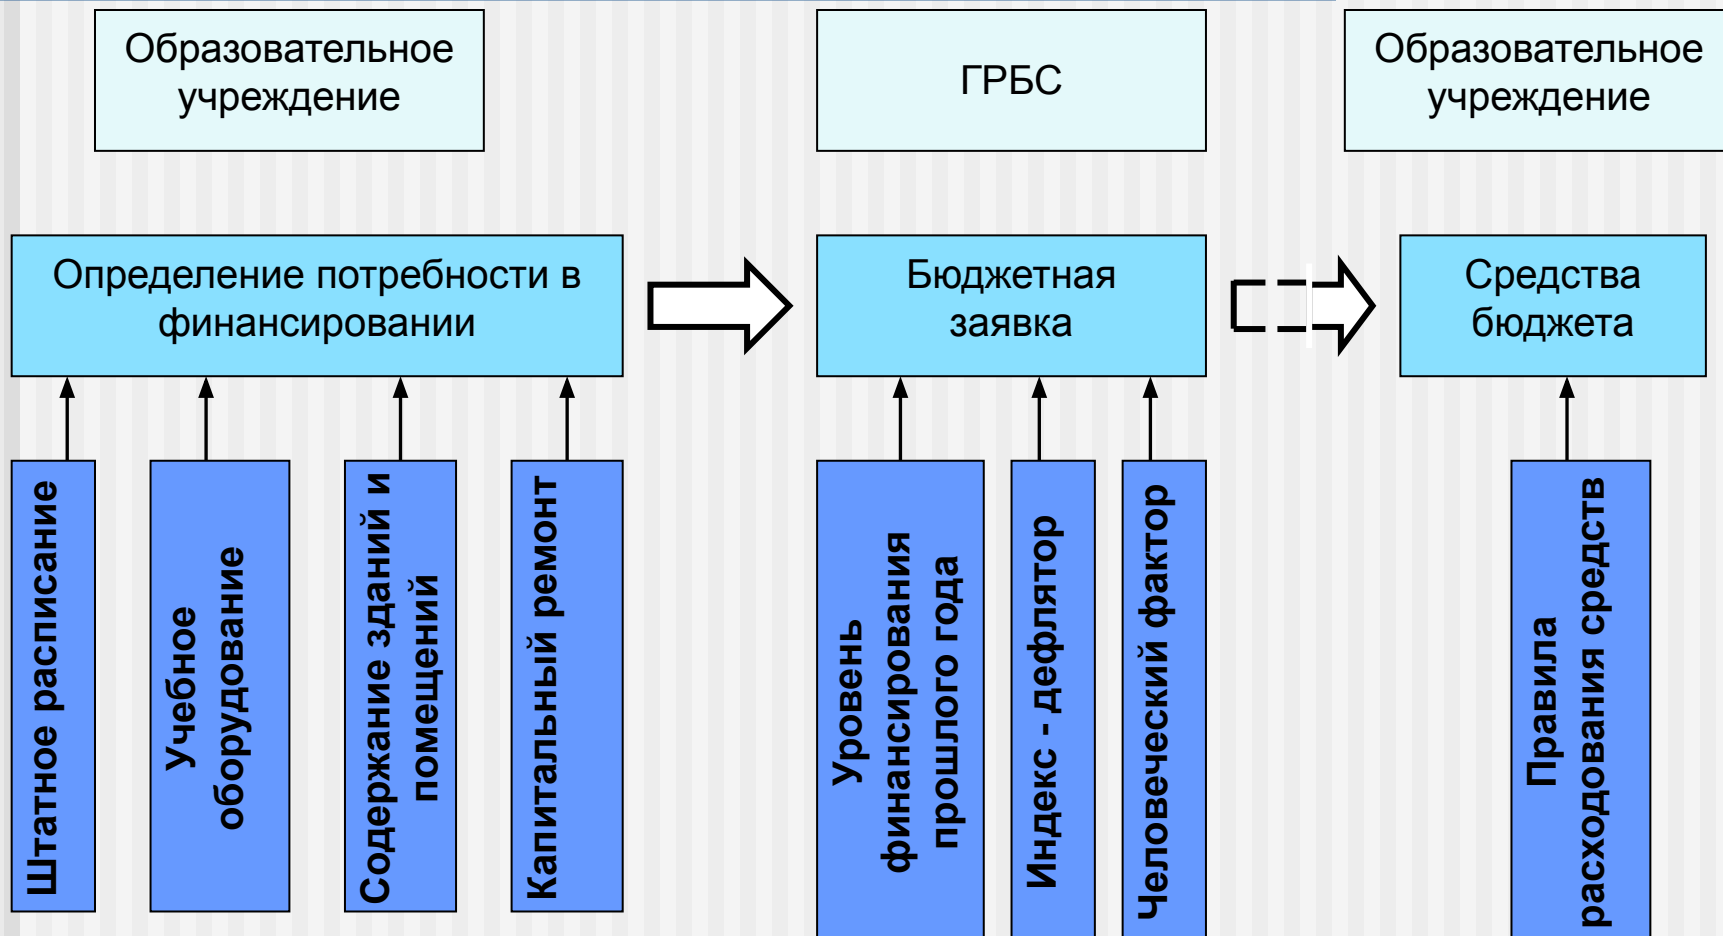 Образовательное
учреждение
ГРБС
Образовательное
учреждение
Определение потребности в
финансировании
Бюджетная
заявка
Средства
бюджета
Штатное расписание
Учебное
оборудование
Содержание зданий и
помещений
Капитальный ремонт
Уровень
финансирования
прошлого года
Индекс - дефлятор
Человеческий фактор
Правила
расходования средств